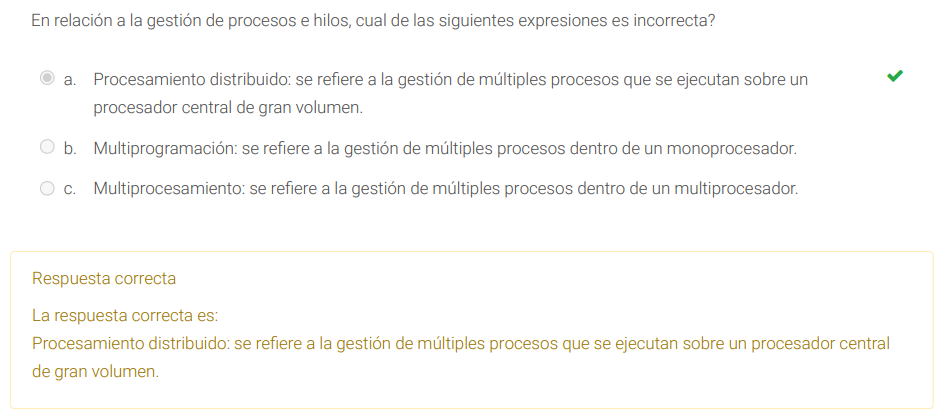 En relación a la gestión de procesos e hilos, cual de las siguientes expresiones es incorrecta?
a. Procesamiento distribuido: se refiere a la gestión de múltiples procesos que se ejecutan sobre un
procesador central de gran volumen.
b. Multiprogramación: se refiere a la gestión de múltiples procesos dentro de un monoprocesador.
c. Multiprocesamiento: se refiere a la gestión de múltiples procesos dentro de un multiprocesador.
Respuesta correcta
La respuesta correcta es:
Procesamiento distribuido: se refiere a la gestión de múltiples procesos que se ejecutan sobre un procesador central
de gran volumen.